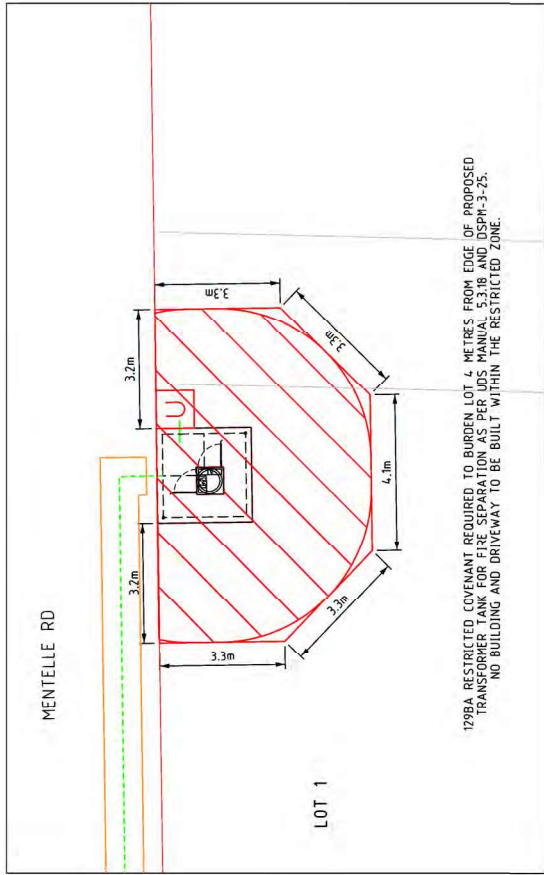 MENTELLE RD
3.2m
3.2m
3.3m
3.3m
3.3m
3.3m
4.1m
LOT 1
129BA RESTRICTED COVENANT REQUIRED TO BURDEN LOT 4 METRES FROM EDGE OF PROPOSED
TRANSFORMER TANK FOR FIRE SEPARATION AS PER UDS MANUAL 5.3.18 AND DSPM-3-25.
NO BUILDING AND DRIVEWAY TO BE BUILT WITHIN THE RESTRICTED ZONE.